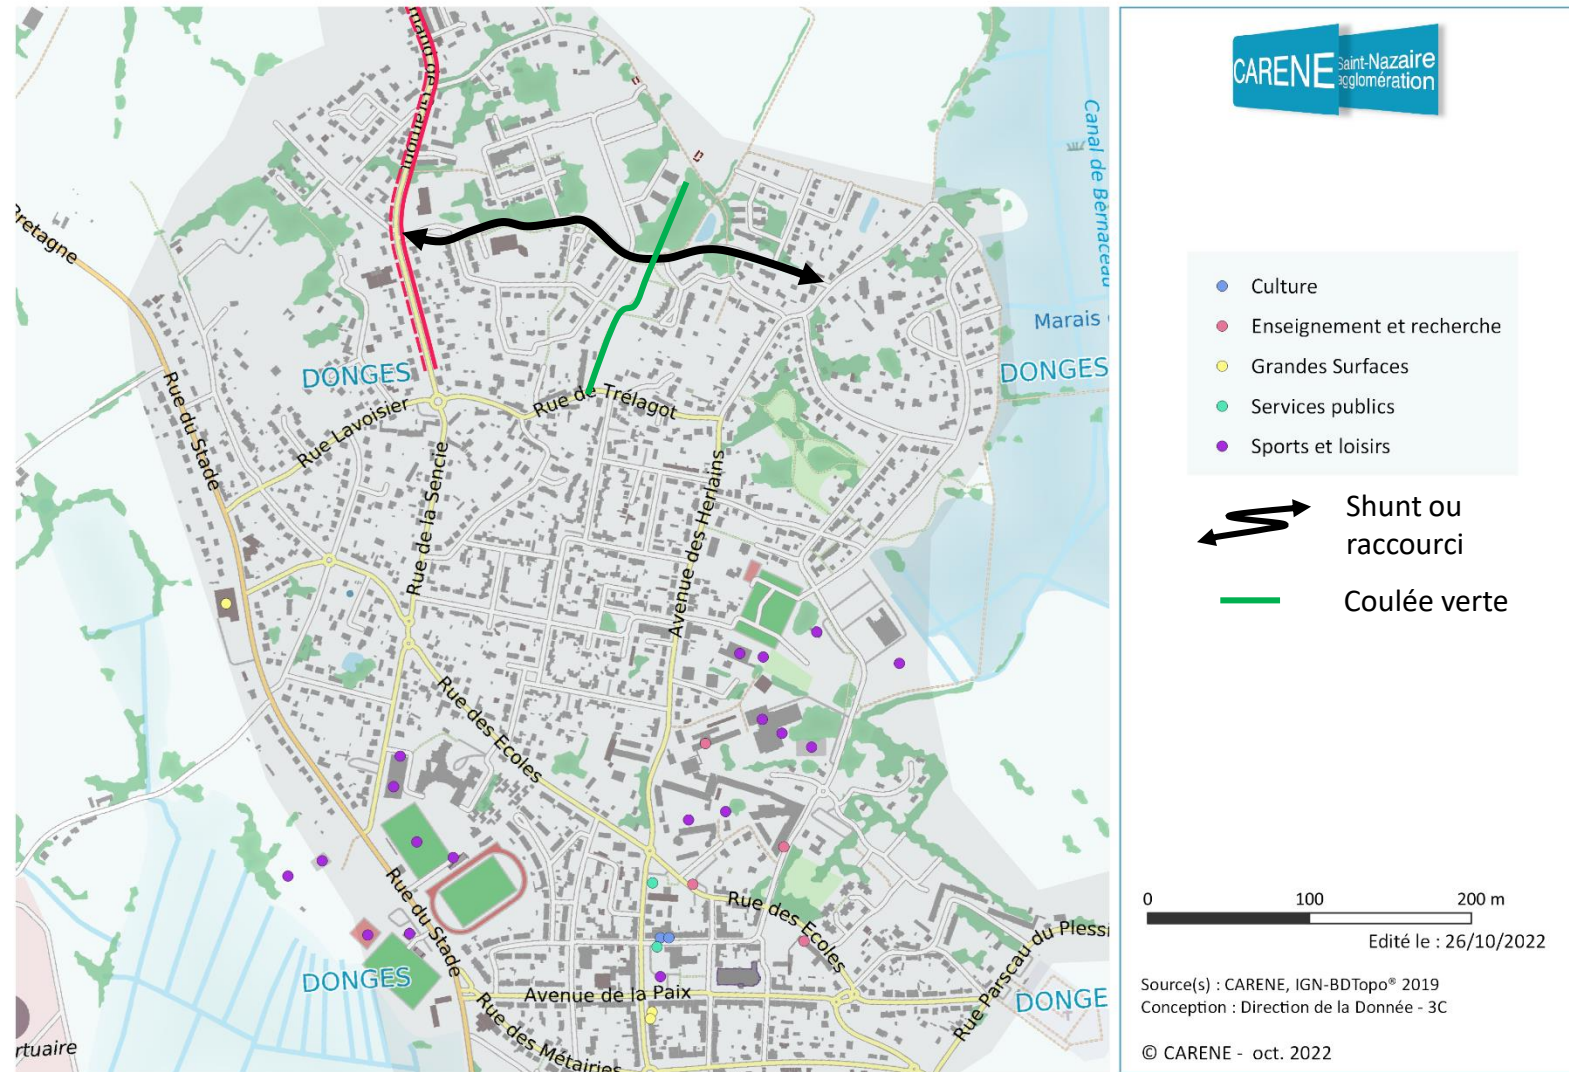 mand de Gramont
Canal de Bernaceau
Bretagne
Marais
DONGES
DONGES
Rue du Stade
Rue Lavoisier
Rue de Trélagot
Rue de la Sencie
Avenue des Herlains
Rue des Ecoles
Rue du Stade
Rue des Ecoles
Rue Parscau du Plessi
DONGES
Avenue de la Paix
DONGE
Rue des Métairies
rtuaire
CARENE Saint-Nazaire
agglomération
Culture
Enseignement et recherche
Grandes Surfaces
Services publics
Sports et loisirs
Shunt ou
raccourci
Coulée verte
0 100 200 m
Edité le : 26/10/2022
Source(s) : CARENE, IGN-BDTopo® 2019
Conception : Direction de la Donnée - 3C
© CARENE - oct. 2022